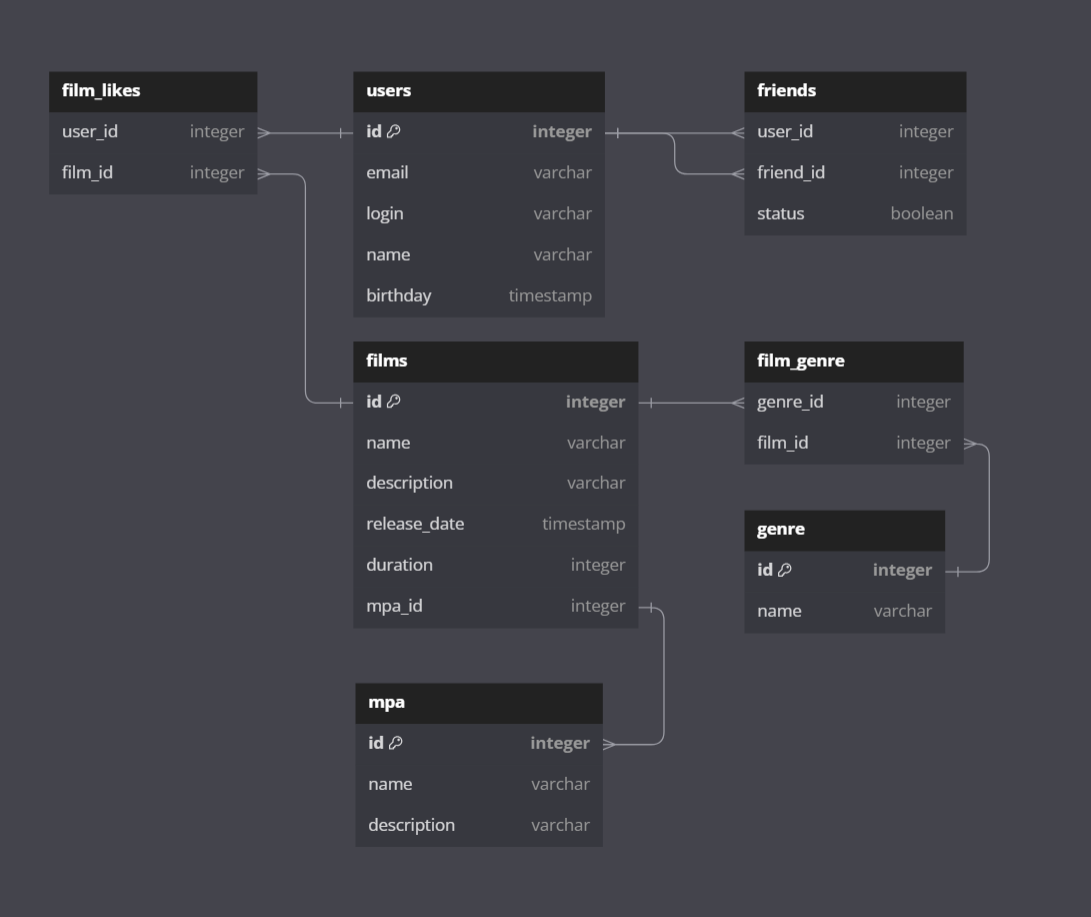 film_likes
user_id integer
film_id integer
users
id integer
email varchar
login varchar
name varchar
birthday timestamp
friends
user_id integer
friend_id integer
status boolean
films
id integer
name varchar
description varchar
release_date timestamp
duration integer
mpa_id integer
film_genre
genre_id integer
film_id integer
genre
id integer
name varchar
mpa
id integer
name varchar
description varchar